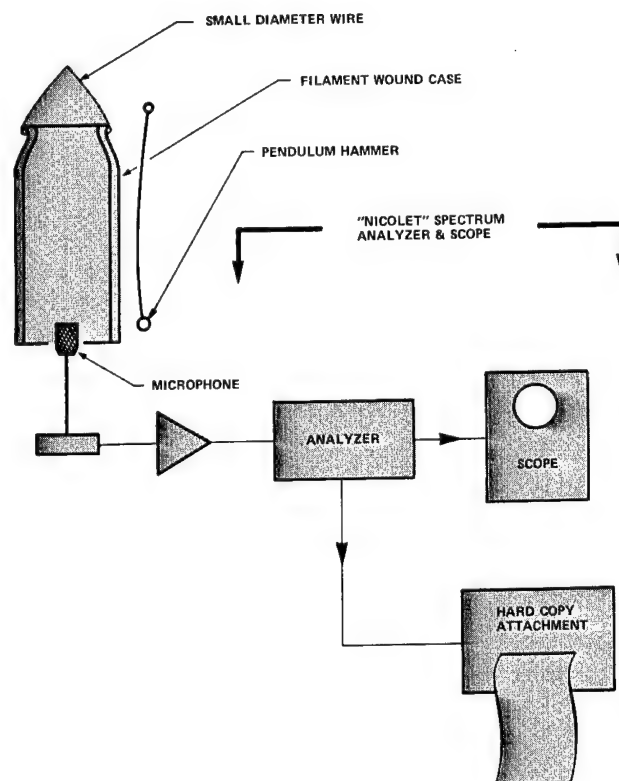 SMALL DIAMETER WIRE
FILAMENT WOUND CASE
PENDULUM HAMMER
"NICOLET" SPECTRUM
ANALYZER & SCOPE
MICROPHONE
ANALYZER
SCOPE
HARD COPY
ATTACHMENT